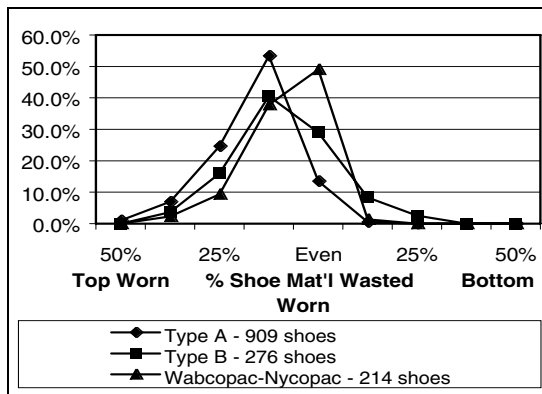 60.0%
50.0%
40.0%
30.0%
20.0%
10.0%
0.0%
50% 25% Even 25% 50%
Top Worn % Shoe Mat'l Wasted Bottom
Worn
Type A - 909 shoes
Type B - 276 shoes
Wabcopac-Nycopac - 214 shoes